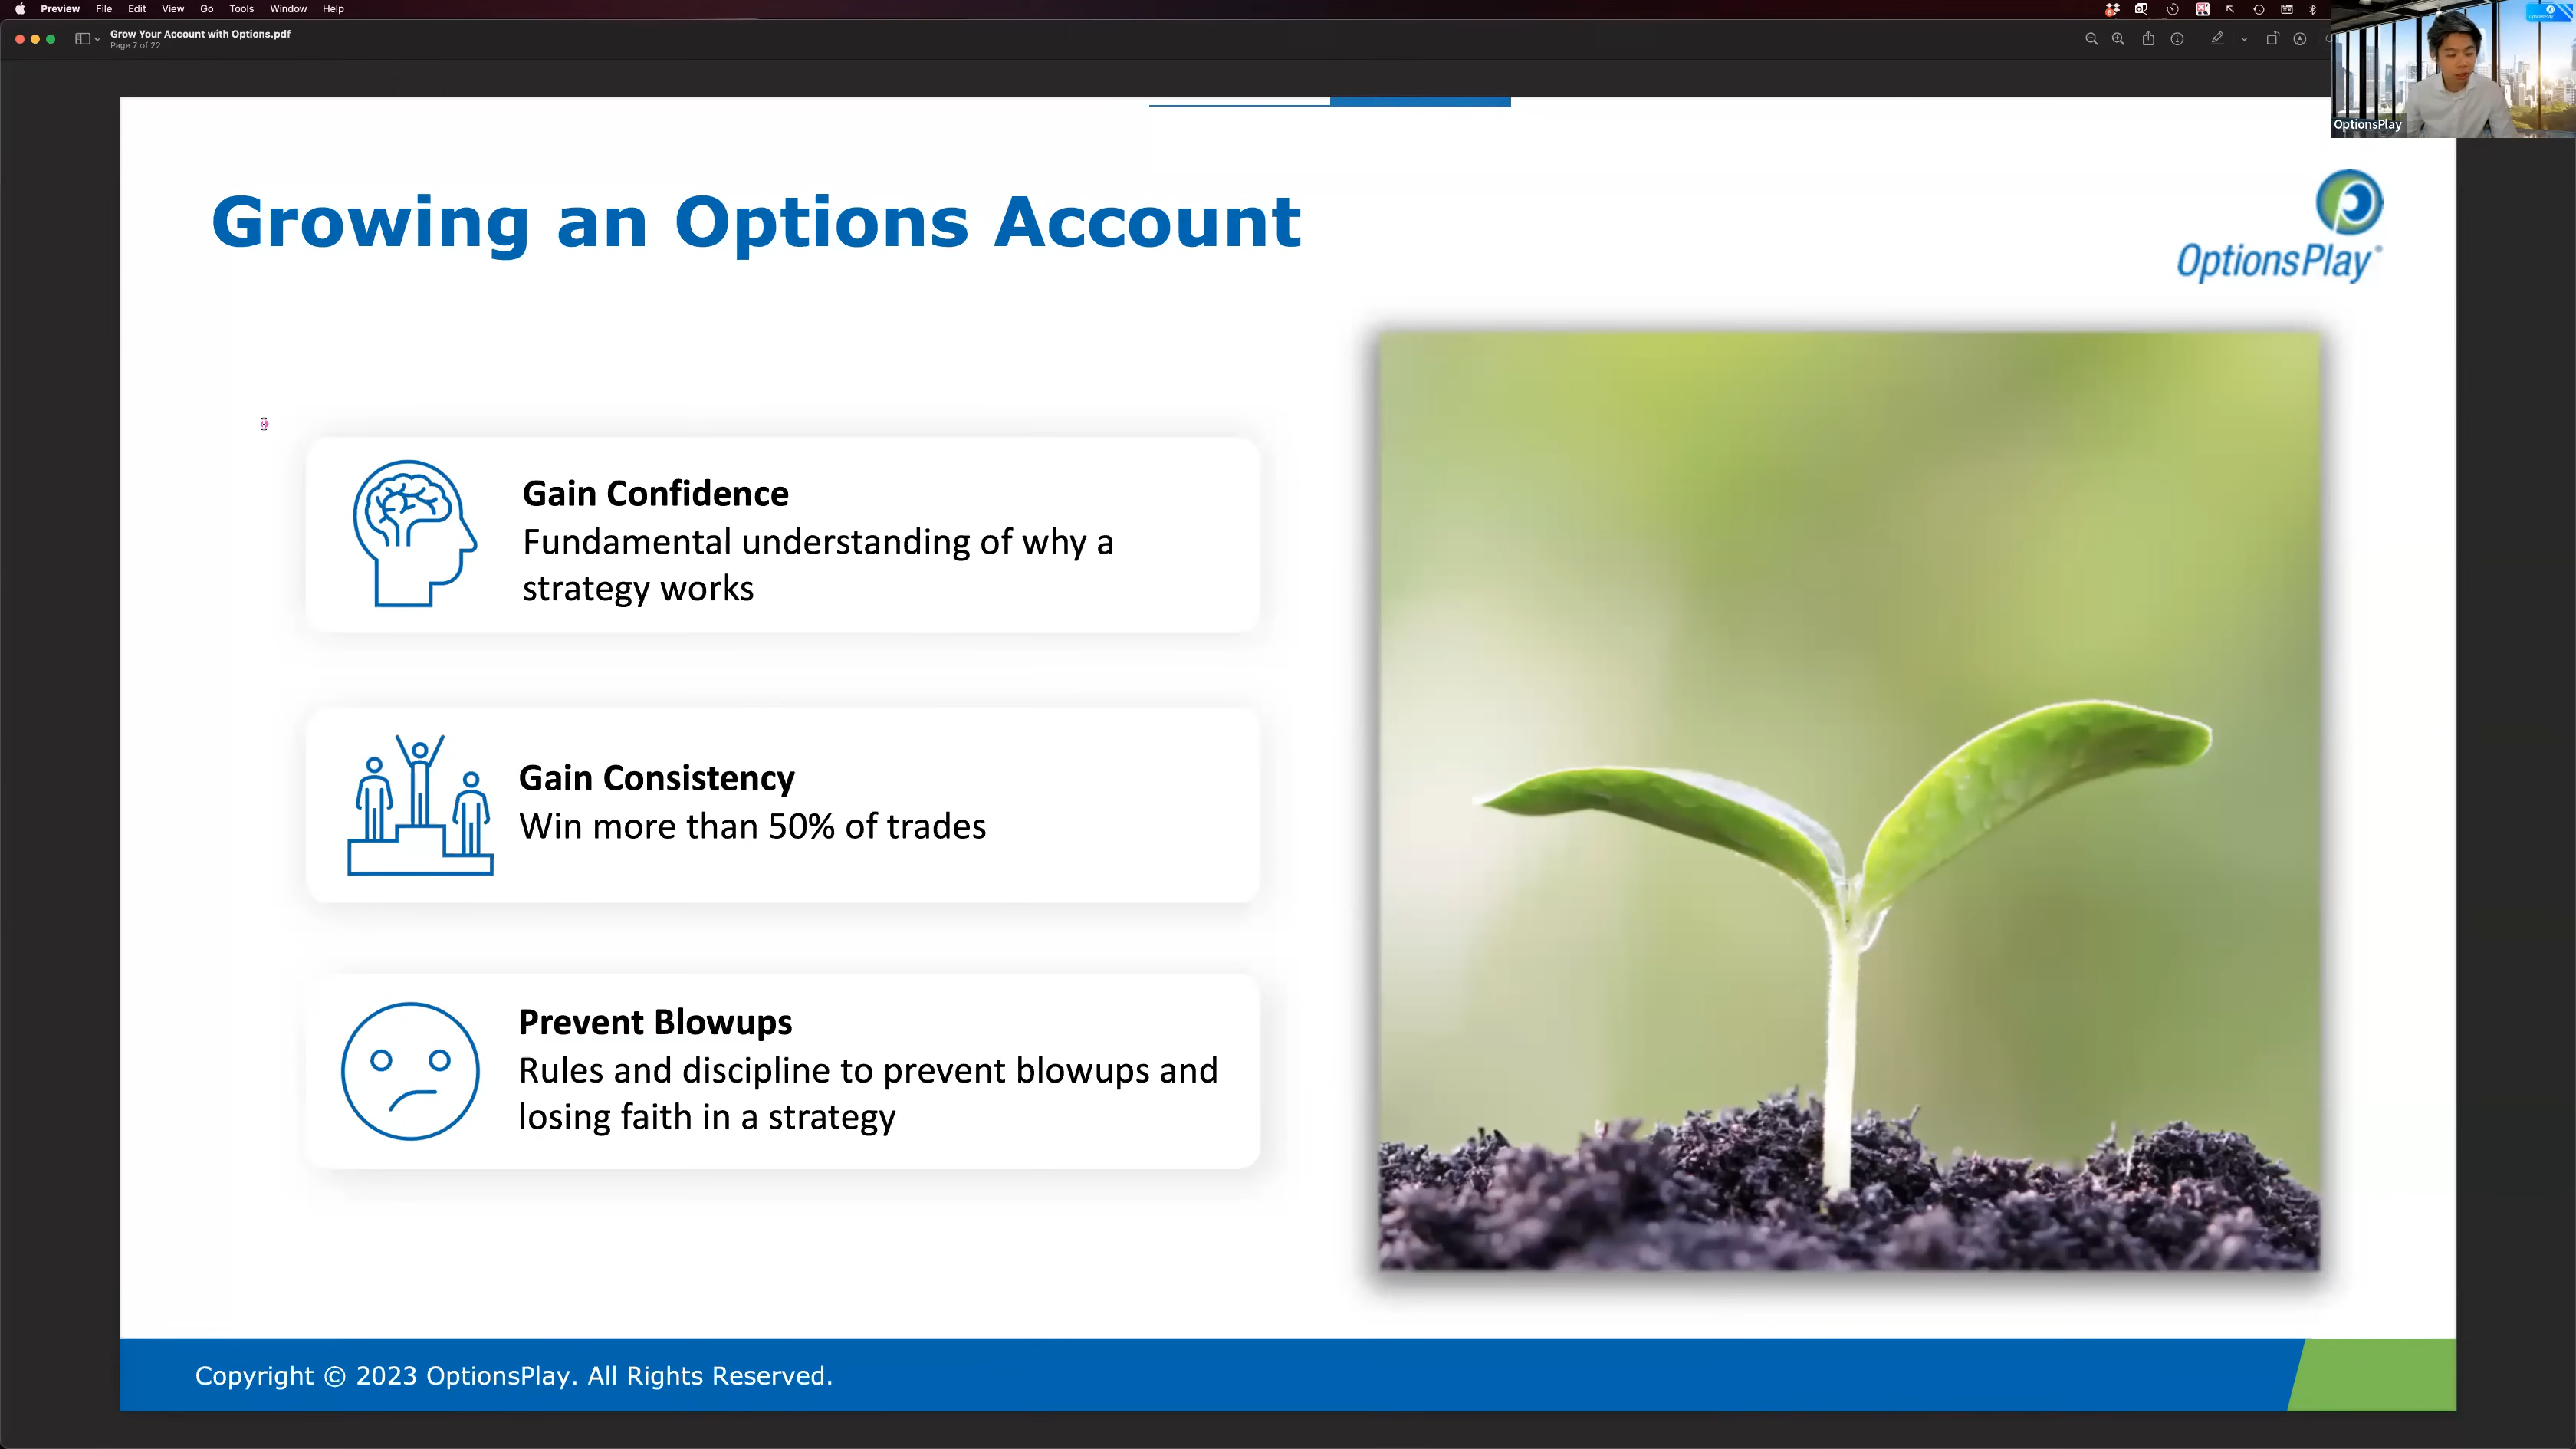 Preview File Edit View Go Tools Window Help
Grow Your Account with Options.pdf
Page 7 of 22
OptionsPlay
Growing an Options Account
OptionsPlay
Gain Confidence
Fundamental understanding of why a
strategy works
Gain Consistency
Win more than 50% of trades
Prevent Blowups
Rules and discipline to prevent blowups and
losing faith in a strategy
Copyright © 2023 OptionsPlay. All Rights Reserved.